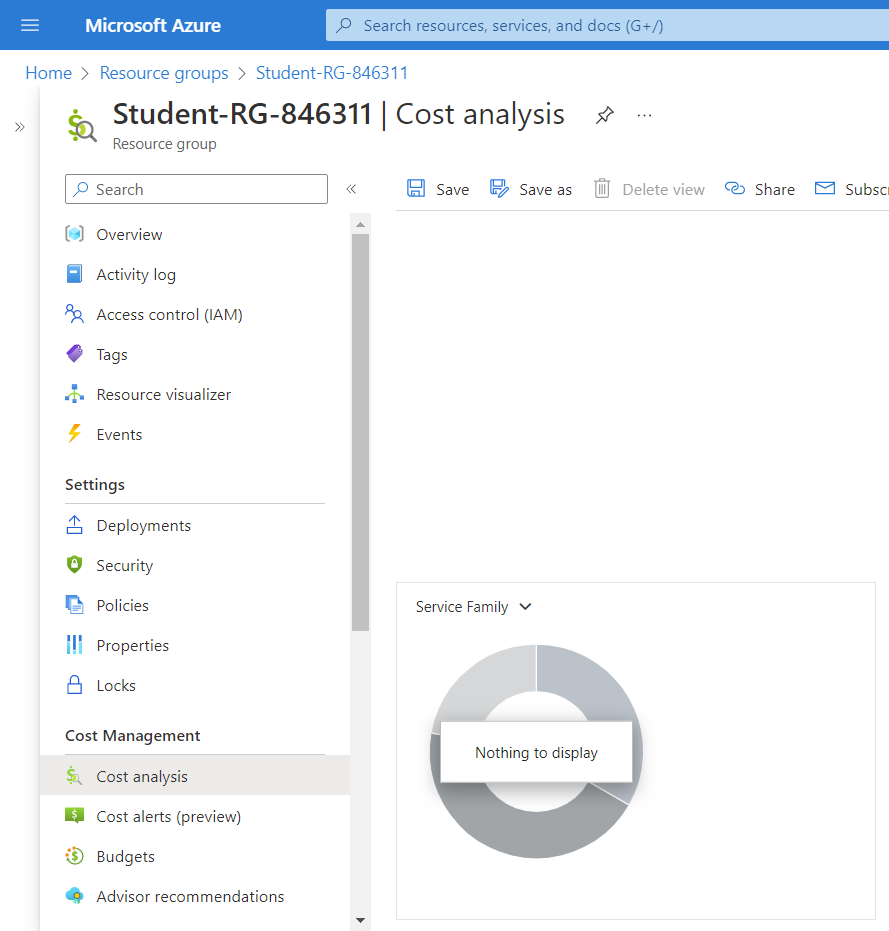 Microsoft Azure
Search resources, services, and docs (G+/)
Home > Resource groups > Student-RG-846311
Student-RG-846311 | Cost analysis
Resource group
Search
Save
Save as
Delete view
Share
Subscr
Overview
Activity log
Access control (IAM)
Tags
Resource visualizer
Events
Settings
Deployments
Security
Policies
Properties
Locks
Cost Management
Cost analysis
Cost alerts (preview)
Budgets
Advisor recommendations
Service Family
Nothing to display